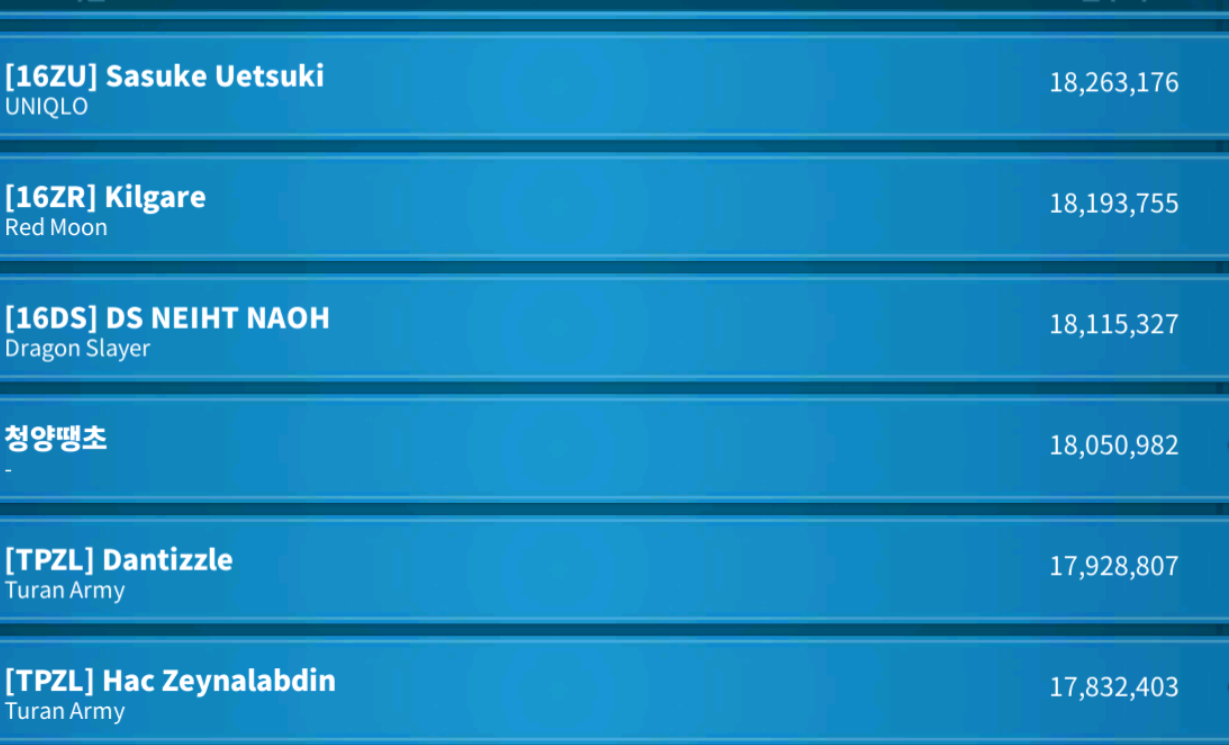 [16ZU] Sasuke Uetsuki
UNIQLO
18,263,176
[16ZR] Kilgare
Red Moon
18,193,755
[16DS] DS NEIHT NAOH
Dragon Slayer
18,115,327
청양땡초
-
18,050,982
[TPZL] Dantizzle
Turan Army
17,928,807
[TPZL] Hac Zeynalabdin
Turan Army
17,832,403